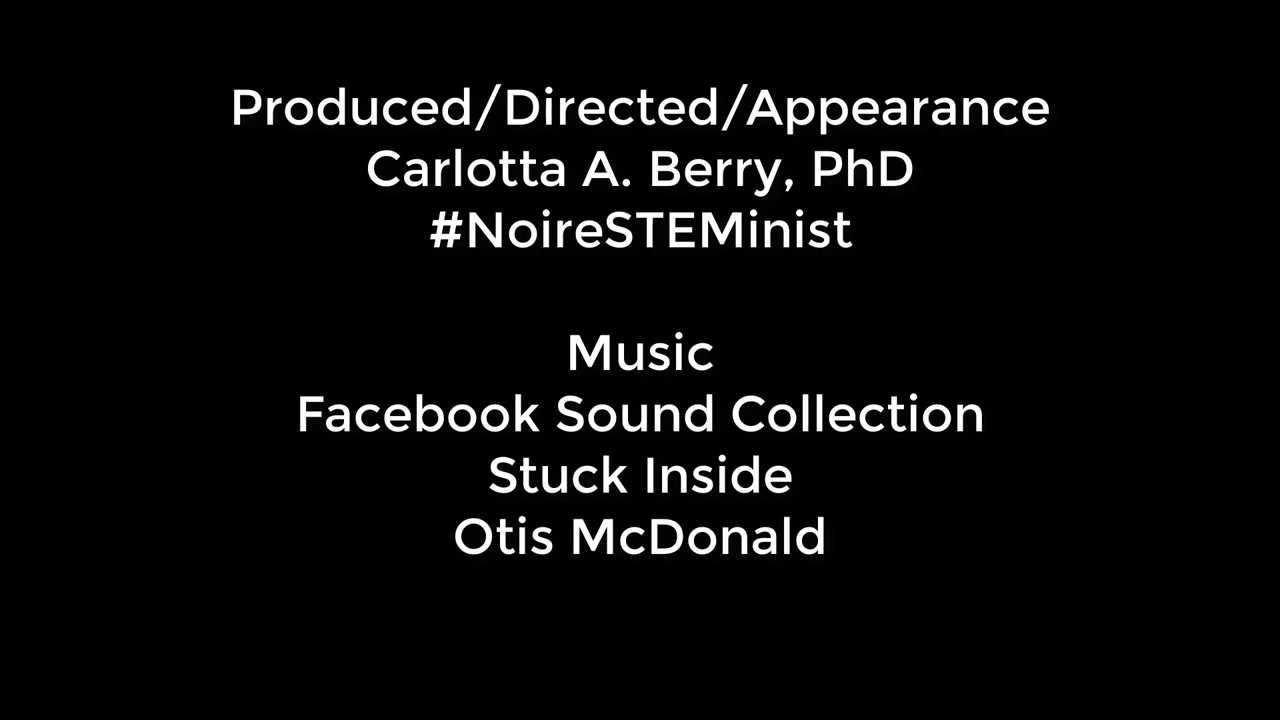 Produced/Directed/Appearance
Carlotta A. Berry, PhD
#NoireSTEMinist
Music
Facebook Sound Collection
Stuck Inside
Otis McDonald